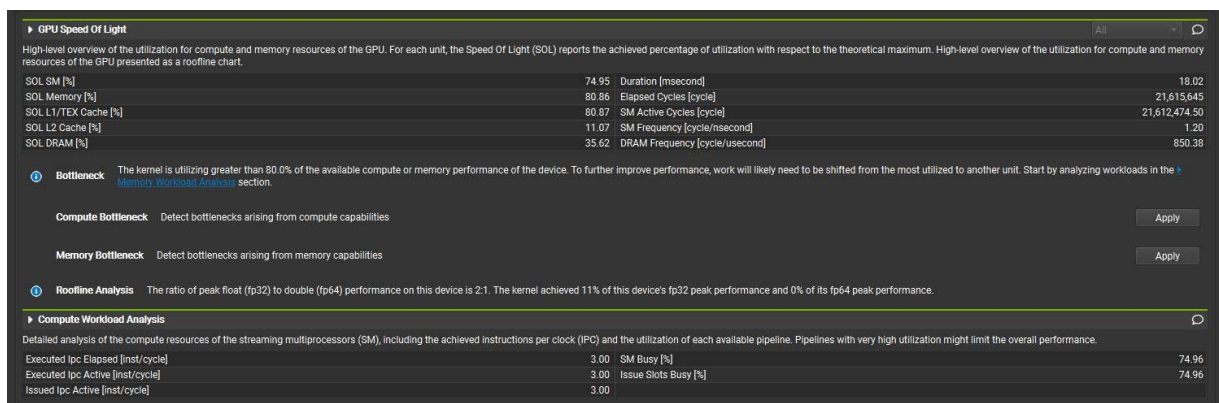 GPU Speed Of Light
All
High-level overview of the utilization for compute and memory resources of the GPU. For each unit, the Speed Of Light (SOL) reports the achieved percentage of utilization with respect to the theoretical maximum. High-level overview of the utilization for compute and memory
resources of the GPU presented as a roofline chart.
SOL SM [%] 74.95 Duration [msecond] 18.02
SOL Memory [%] 80.86 Elapsed Cycles [cycle] 21,615,645
SOL L1/TEX Cache [%] 80.87 SM Active Cycles [cycle] 21,612,474.50
SOL L2 Cache [%] 11.07 SM Frequency [cycle/nsecond] 1.20
SOL DRAM [%] 35.62 DRAM Frequency [cycle/usecond] 850.38
Bottleneck The kernel is utilizing greater than 80.0% of the available compute or memory performance of the device. To further improve performance, work will likely need to be shifted from the most utilized to another unit. Start by analyzing workloads in the
Memory Workload Analysis section.
Compute Bottleneck Detect bottlenecks arising from compute capabilities Apply
Memory Bottleneck Detect bottlenecks arising from memory capabilities Apply
Roofline Analysis The ratio of peak float (fp32) to double (fp64) performance on this device is 2:1. The kernel achieved 11% of this device's fp32 peak performance and 0% of its fp64 peak performance.
Compute Workload Analysis
Detailed analysis of the compute resources of the streaming multiprocessors (SM), including the achieved instructions per clock (IPC) and the utilization of each available pipeline. Pipelines with very high utilization might limit the overall performance.
Executed Ipc Elapsed [inst/cycle] 3.00 SM Busy [%] 74.96
Executed Ipc Active [inst/cycle] 3.00 Issue Slots Busy [%] 74.96
Issued Ipc Active [inst/cycle] 3.00